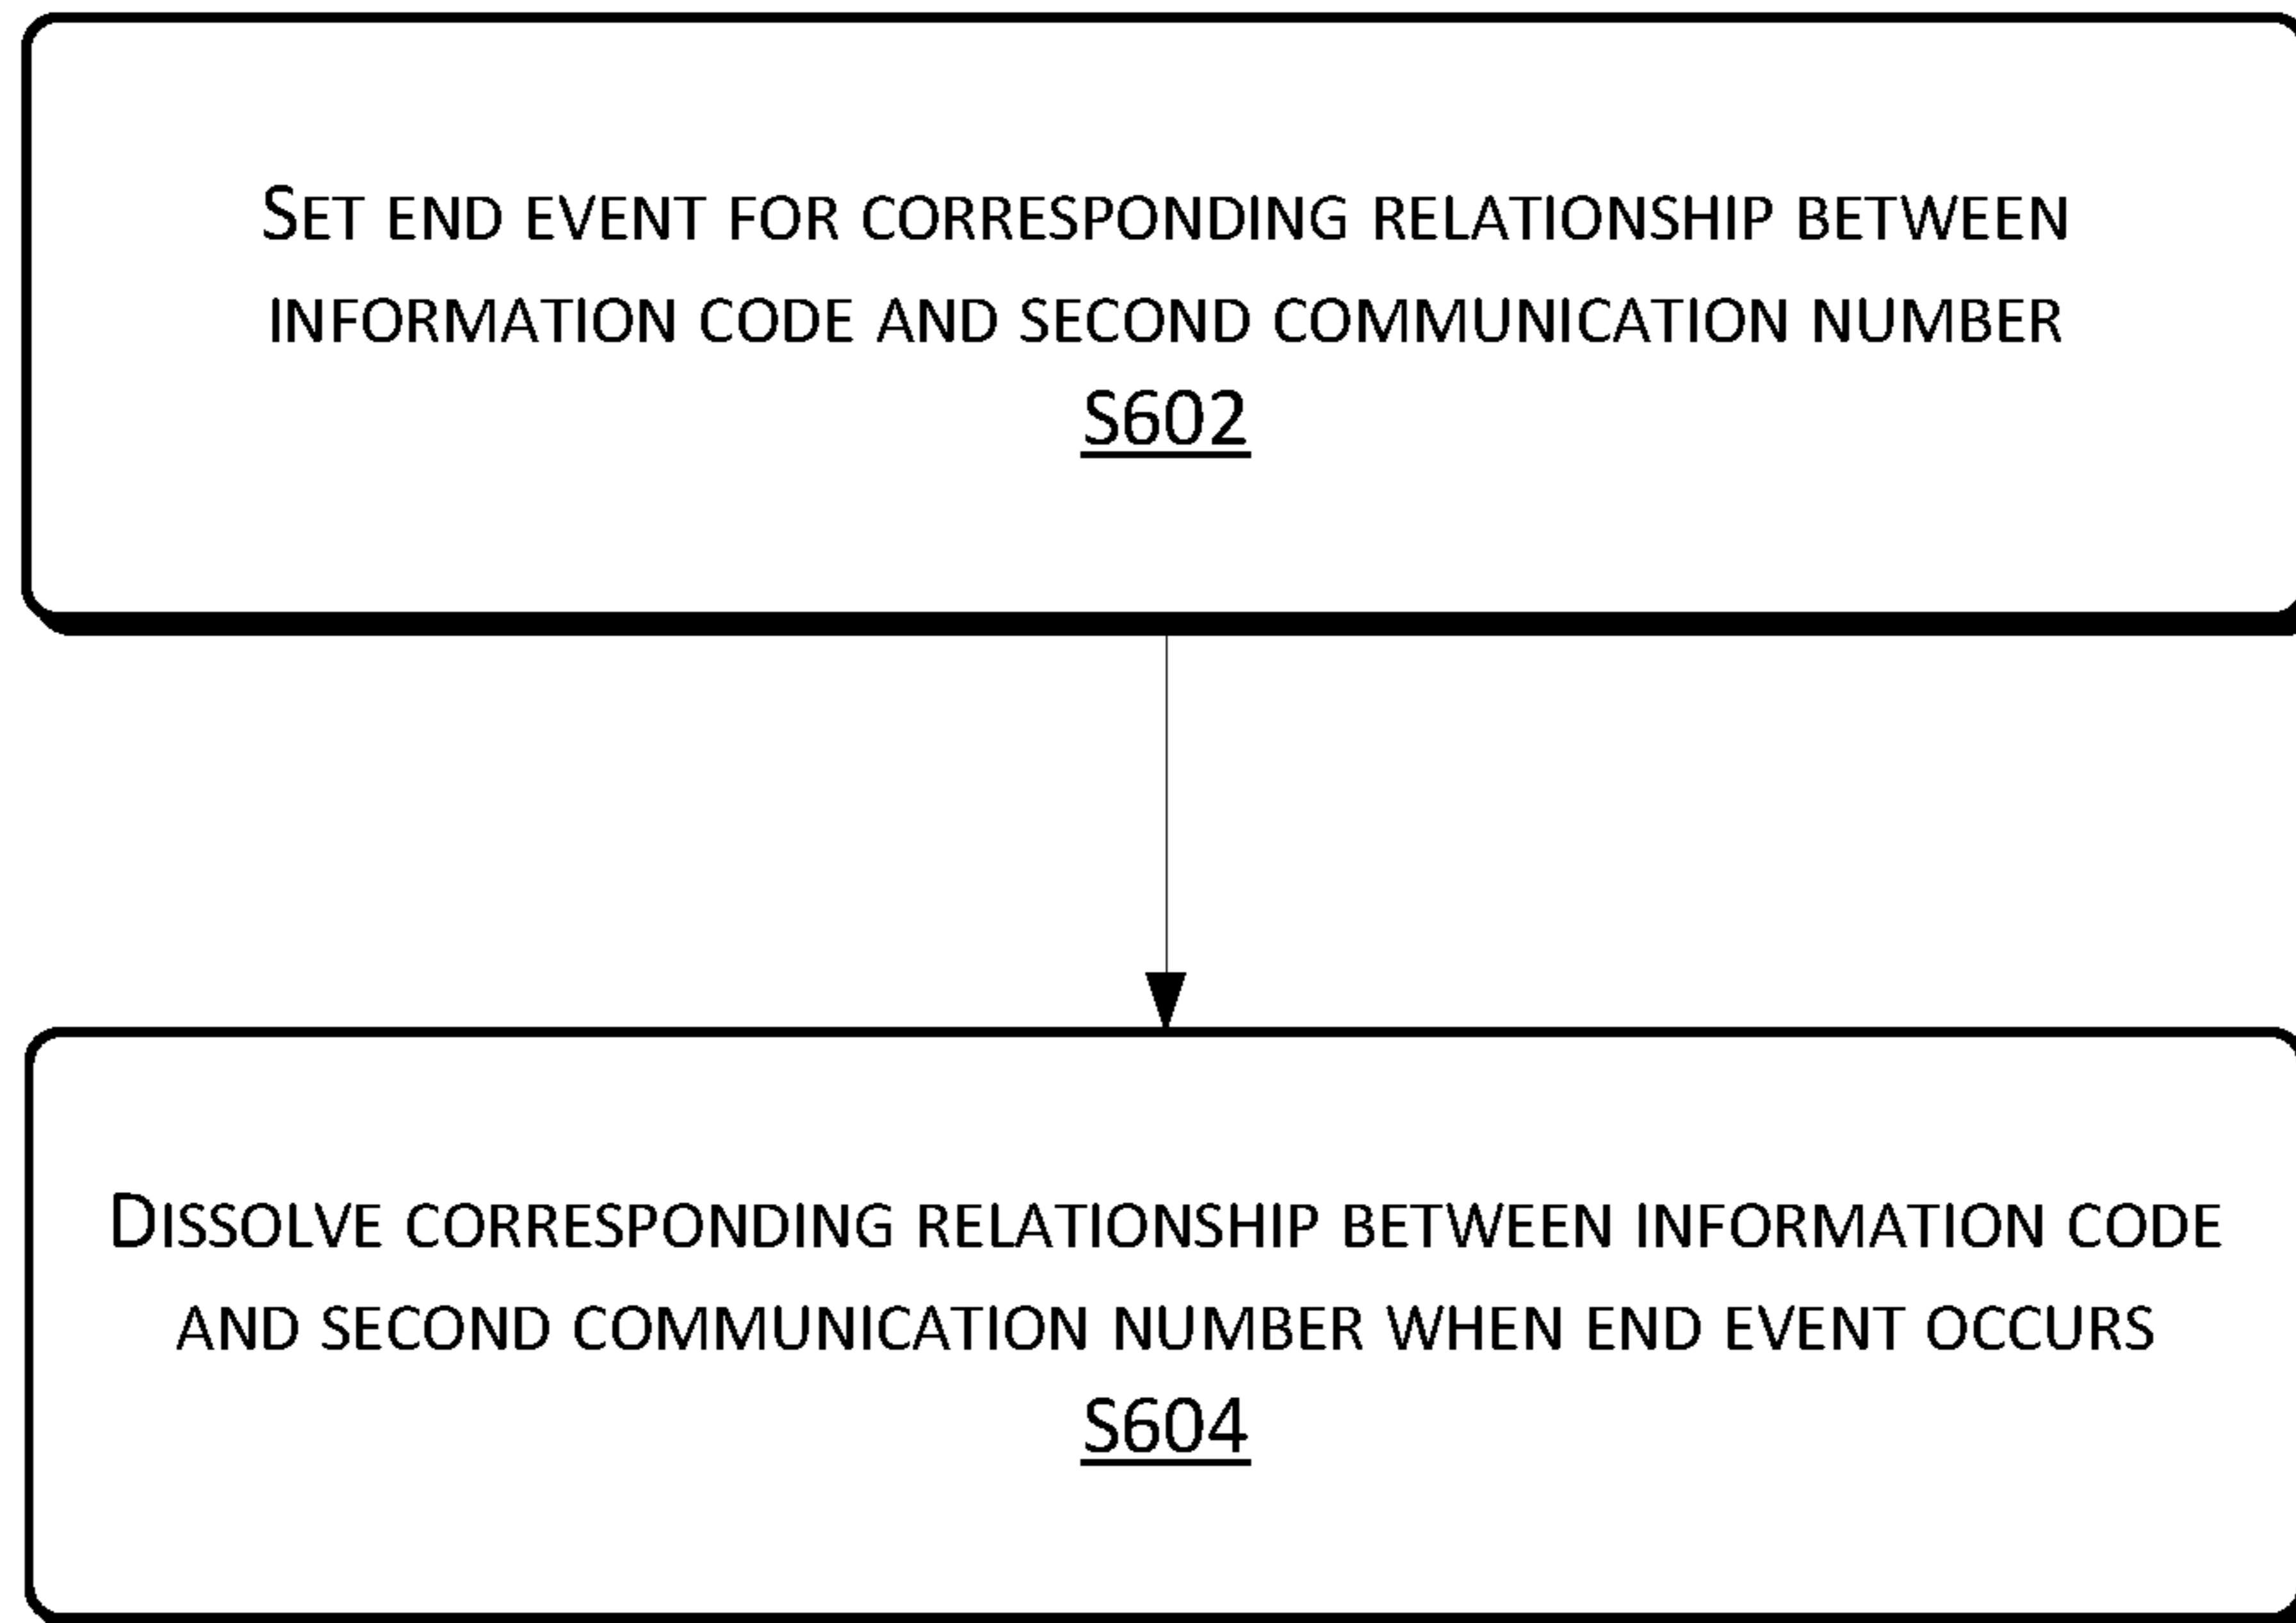 Set end event for corresponding relationship between
information code and second communication number
S602
Dissolve corresponding relationship between information code
and second communication number when end event occurs
S604